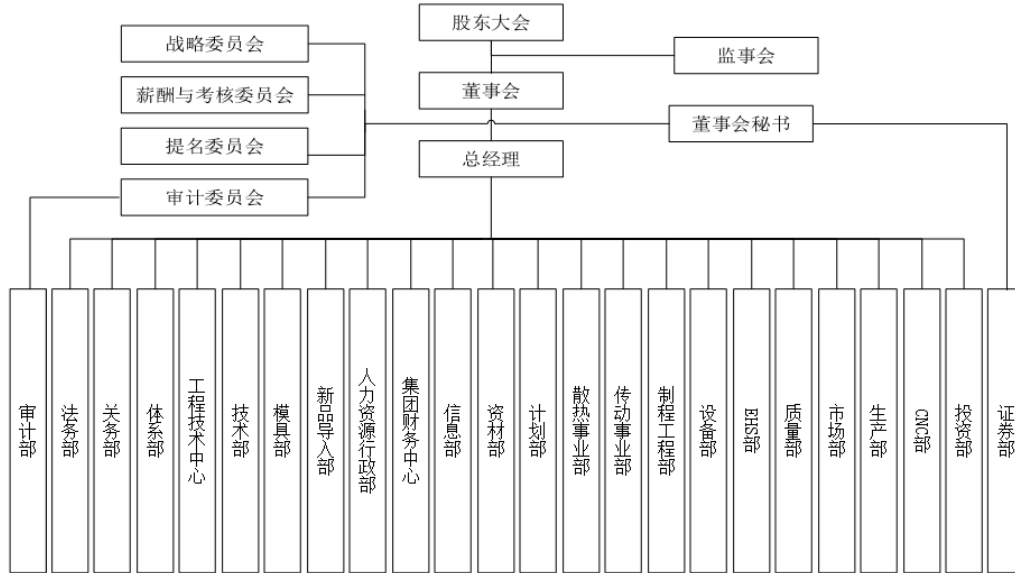 股东大会
战略委员会
监事会
薪酬与考核委员会
董事会
董事会秘书
提名委员会
总经理
审计委员会
审计部
法务部
关务部
体系部
工程技术中心
技术部
模具部
新品导入部
人力资源行政部
集团财务中心
信息部
资材部
计划部
散热事业部
传动事业部
制程工程部
设备部
EHS部
质量部
市场部
生产部
CNC部
投资部
证券部